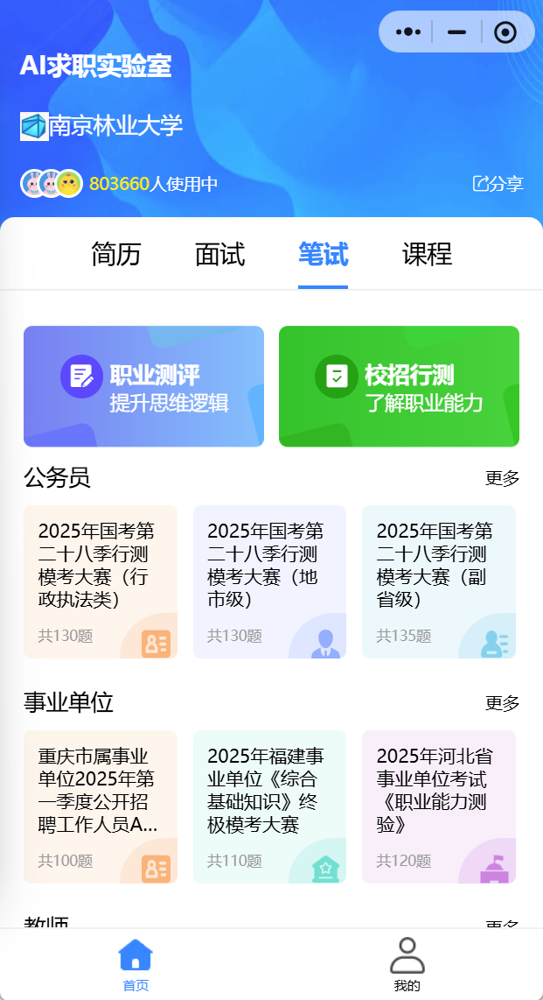 AI求职实验室
南京林业大学
803660人使用中
分享
简历 面试 笔试 课程
职业测评
提升思维逻辑
校招行测
了解职业能力
公务员 更多
2025年国考第
二十八季行测
模考大赛（行
政执法类）
共130题
2025年国考第
二十八季行测
模考大赛（地
市级）
共130题
2025年国考第
二十八季行测
模考大赛（副
省级）
共135题
事业单位 更多
重庆市属事业
单位2025年第
一季度公开招
聘工作人员A...
共100题
2025年福建事
业单位《综合
基础知识》终
极模考大赛
共110题
2025年河北省
事业单位考试
《职业能力测
验》
共120题
教师 更多
首页 我的